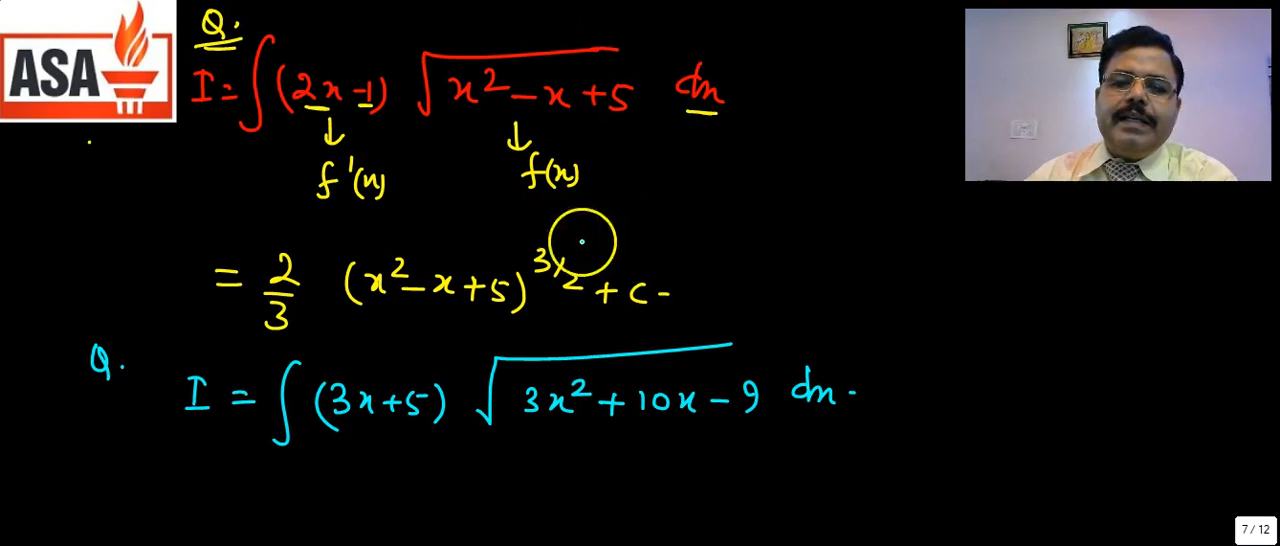 ASA
Q.
I = ∫ (2x - 1) √(x² - x + 5) dx
f'(x) f(x)
= 2/3 (x² - x + 5)^3/2 + c -
Q.
I = ∫ (3x + 5) √(3x² + 10x - 9) dx .
7 / 12